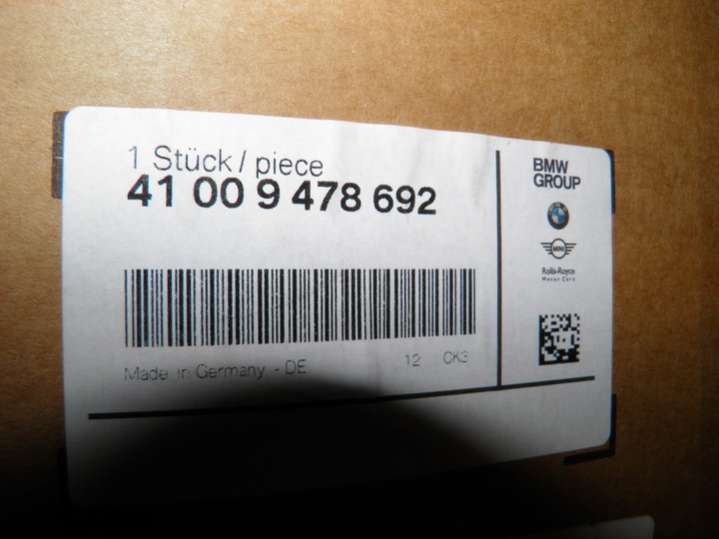 1 Stück / piece
41 00 9 478 692
Made in Germany - DE
12 CK3
BMW
GROUP
MINI
Rolls-Royce
Motor Cars